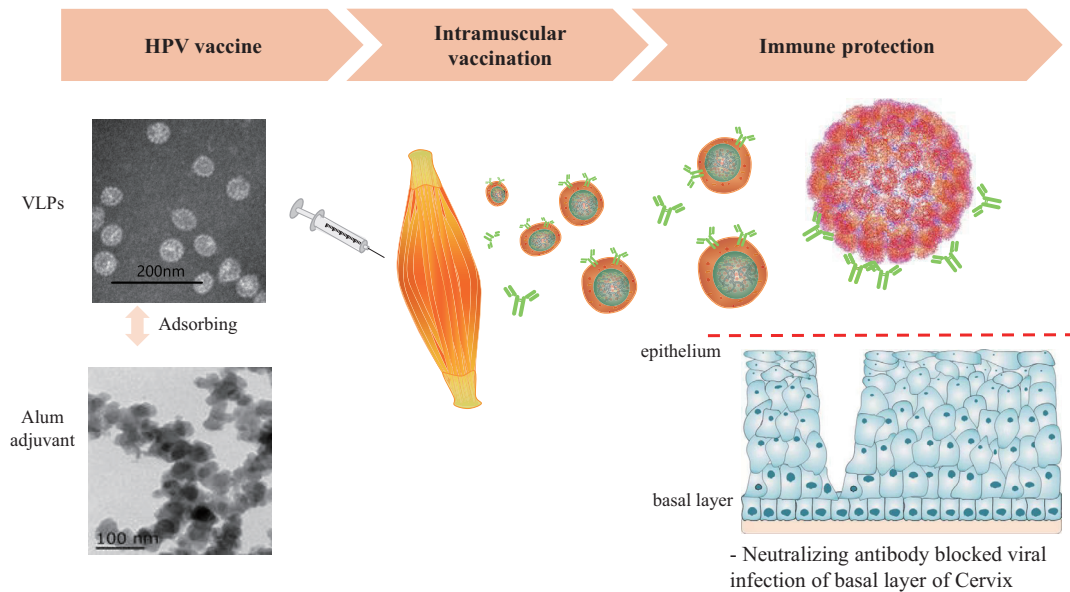 HPV vaccine
Intramuscular
vaccination
Immune protection
VLPs
200nm
Adsorbing
Alum
adjuvant
100 nm
epithelium
basal layer
- Neutralizing antibody blocked viral
infection of basal layer of Cervix